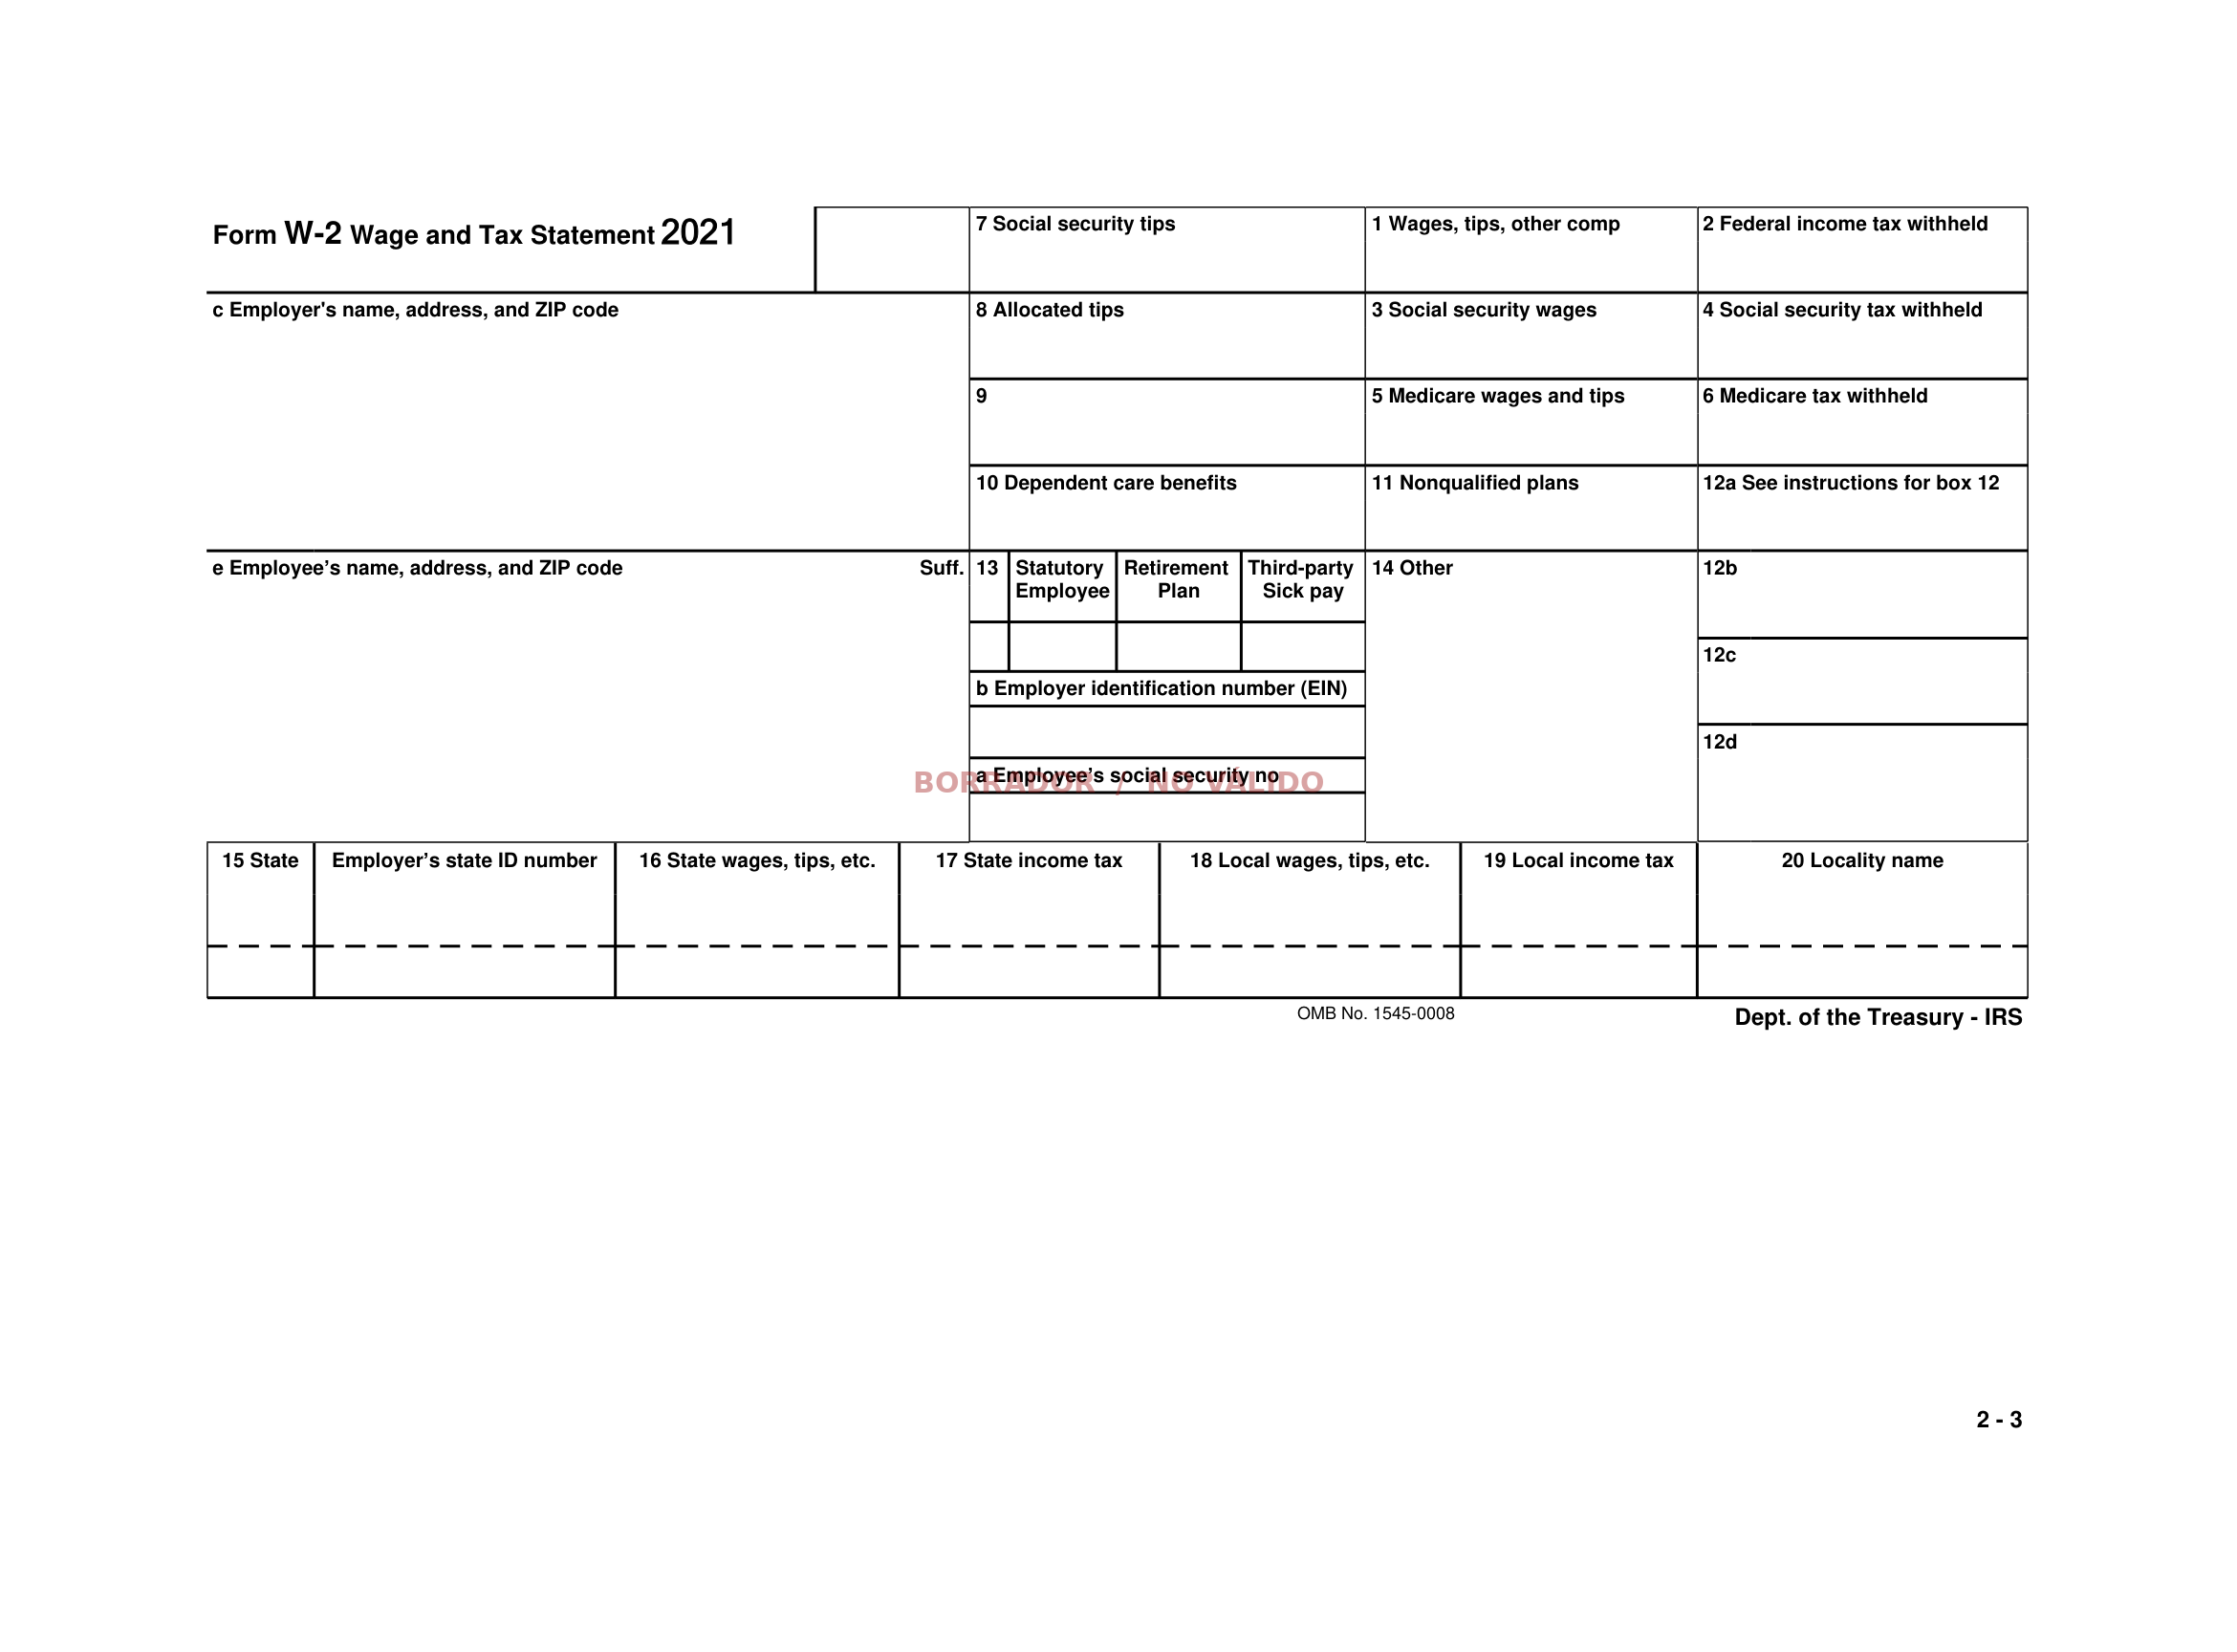 Form W-2 Wage and Tax Statement 2021
7 Social security tips
1 Wages, tips, other comp
2 Federal income tax withheld
c Employer's name, address, and ZIP code
8 Allocated tips
3 Social security wages
4 Social security tax withheld
9
5 Medicare wages and tips
6 Medicare tax withheld
10 Dependent care benefits
11 Nonqualified plans
12a See instructions for box 12
e Employee’s name, address, and ZIP code
Suff.
13
Statutory
Employee
Retirement
Plan
Third-party
Sick pay
14 Other
12b
12c
b Employer identification number (EIN)
12d
a Employee’s social security no
BORRADOR / NO VÁLIDO
15 State
Employer’s state ID number
16 State wages, tips, etc.
17 State income tax
18 Local wages, tips, etc.
19 Local income tax
20 Locality name
OMB No. 1545-0008
Dept. of the Treasury - IRS
2 - 3